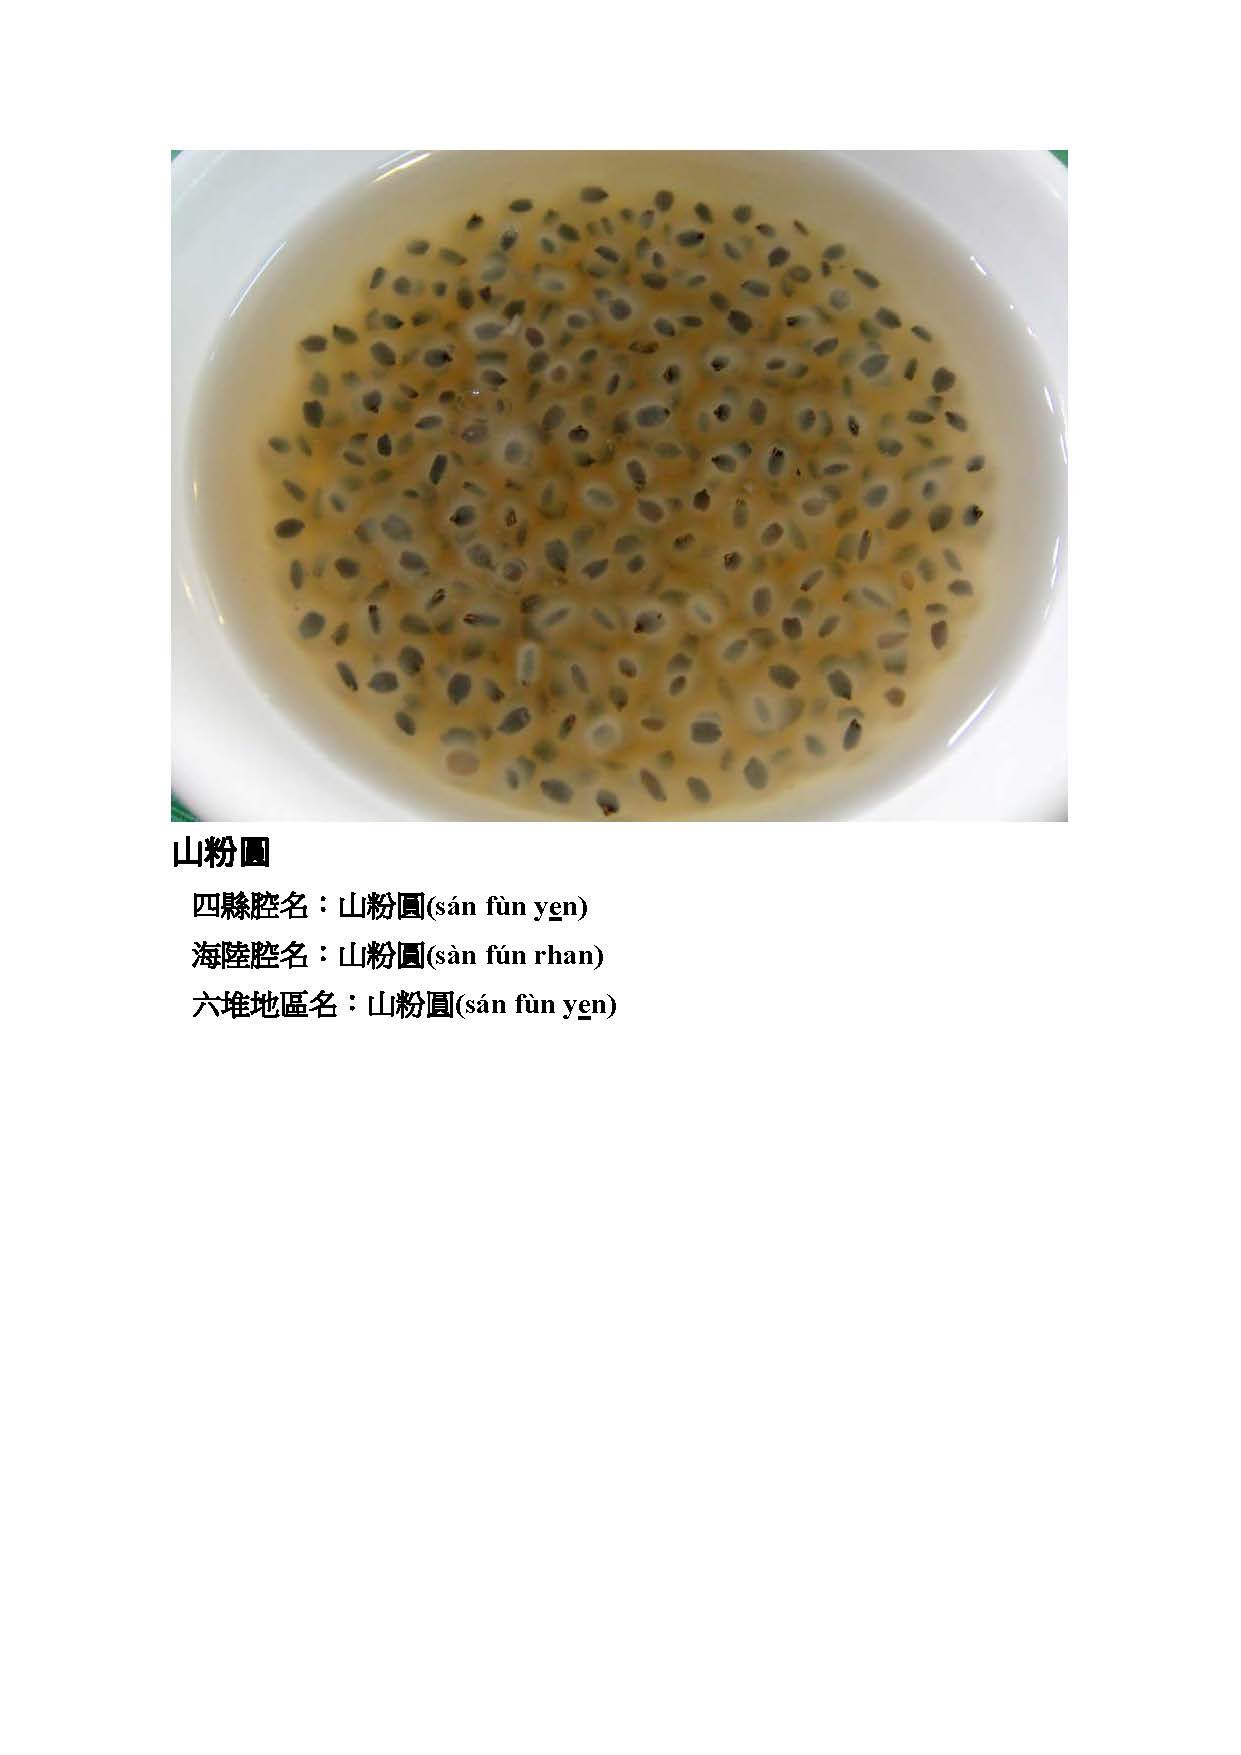 山粉圓
四縣腔名：山粉圓(sán fùn yen)
海陸腔名：山粉圓(sàn fún rhan)
六堆地區名：山粉圓(sán fùn yen)